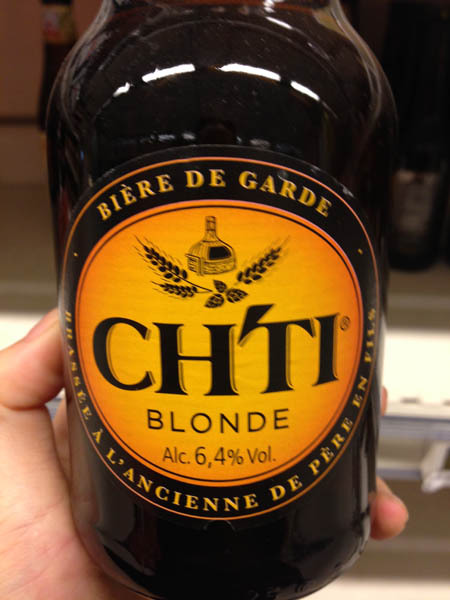 BIÈRE DE GARDE
CH'TI®
BLONDE
Alc. 6,4% Vol.
BRASSÉE À L'ANCIENNE DE PÈRE EN FILS